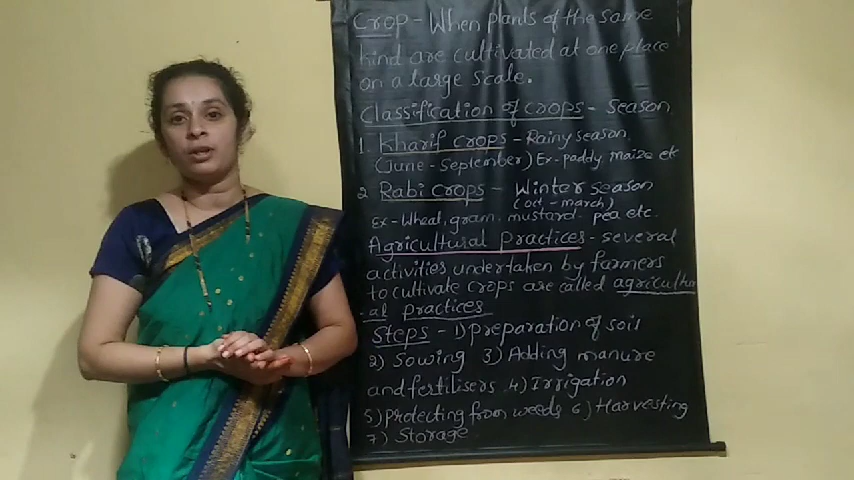 Crop - When plants of the same
kind are cultivated at one place
on a large scale.
Classification of crops - Season
1. Kharif crops - Rainy season
(June - September) Ex - paddy, maize etc
2 Rabi crops - Winter season
(oct - march)
Ex - Wheat, gram, mustard, pea etc.
Agricultural practices - several
activities undertaken by farmers
to cultivate crops are called agricultur
-al practices
Steps - 1) preparation of soil
2) Sowing 3) Adding manure
and fertilisers 4) Irrigation
5) protecting from weeds 6) Harvesting
7) Storage